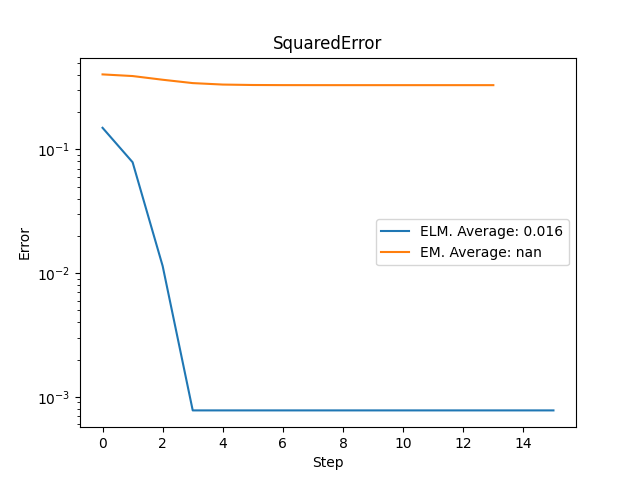 SquaredError
Error
10⁻¹
10⁻²
10⁻³
ELM. Average: 0.016
EM. Average: nan
0 2 4 6 8 10 12 14
Step